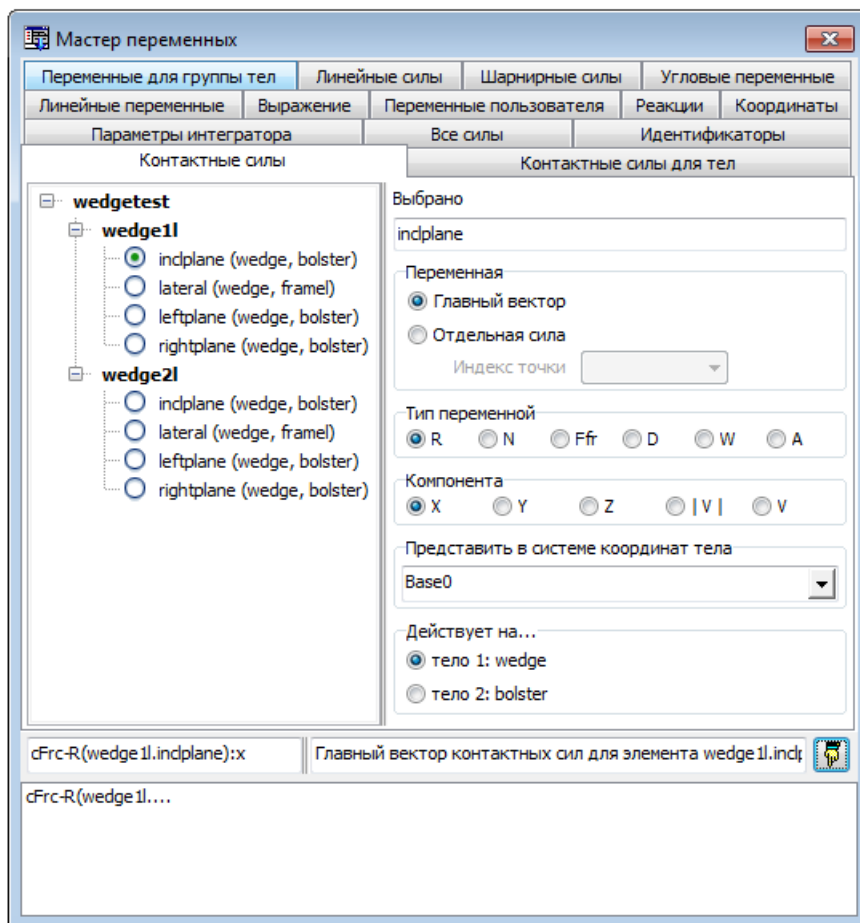 Мастер переменных
Переменные для группы тел Линейные силы Шарнирные силы Угловые переменные
Линейные переменные Выражение Переменные пользователя Реакции Координаты
Параметры интегратора Все силы Идентификаторы
Контактные силы Контактные силы для тел
wedgetest
wedge1l
inclplane (wedge, bolster)
lateral (wedge, framel)
leftplane (wedge, bolster)
rightplane (wedge, bolster)
wedge2l
inclplane (wedge, bolster)
lateral (wedge, framel)
leftplane (wedge, bolster)
rightplane (wedge, bolster)
Выбрано
inclplane
Переменная
Главный вектор
Отдельная сила
Индекс точки
Тип переменной
R N Ffr D W A
Компонента
X Y Z |V| V
Представить в системе координат тела
Base0
Действует на...
тело 1: wedge
тело 2: bolster
cFrc-R(wedge1l.inclplane):x Главный вектор контактных сил для элемента wedge1l.incl
cFrc-R(wedge1l....